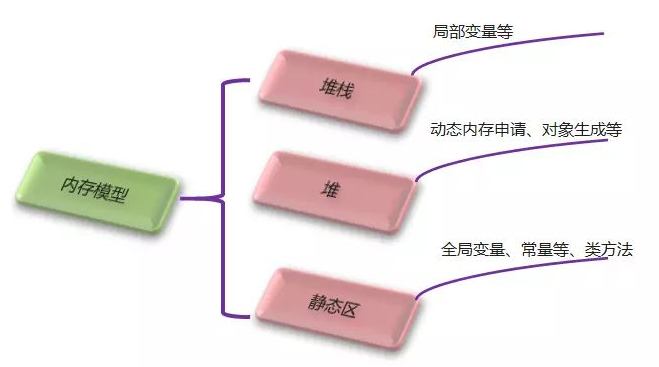 局部变量等
堆栈
动态内存申请、对象生成等
内存模型
堆
全局变量、常量等、类方法
静态区